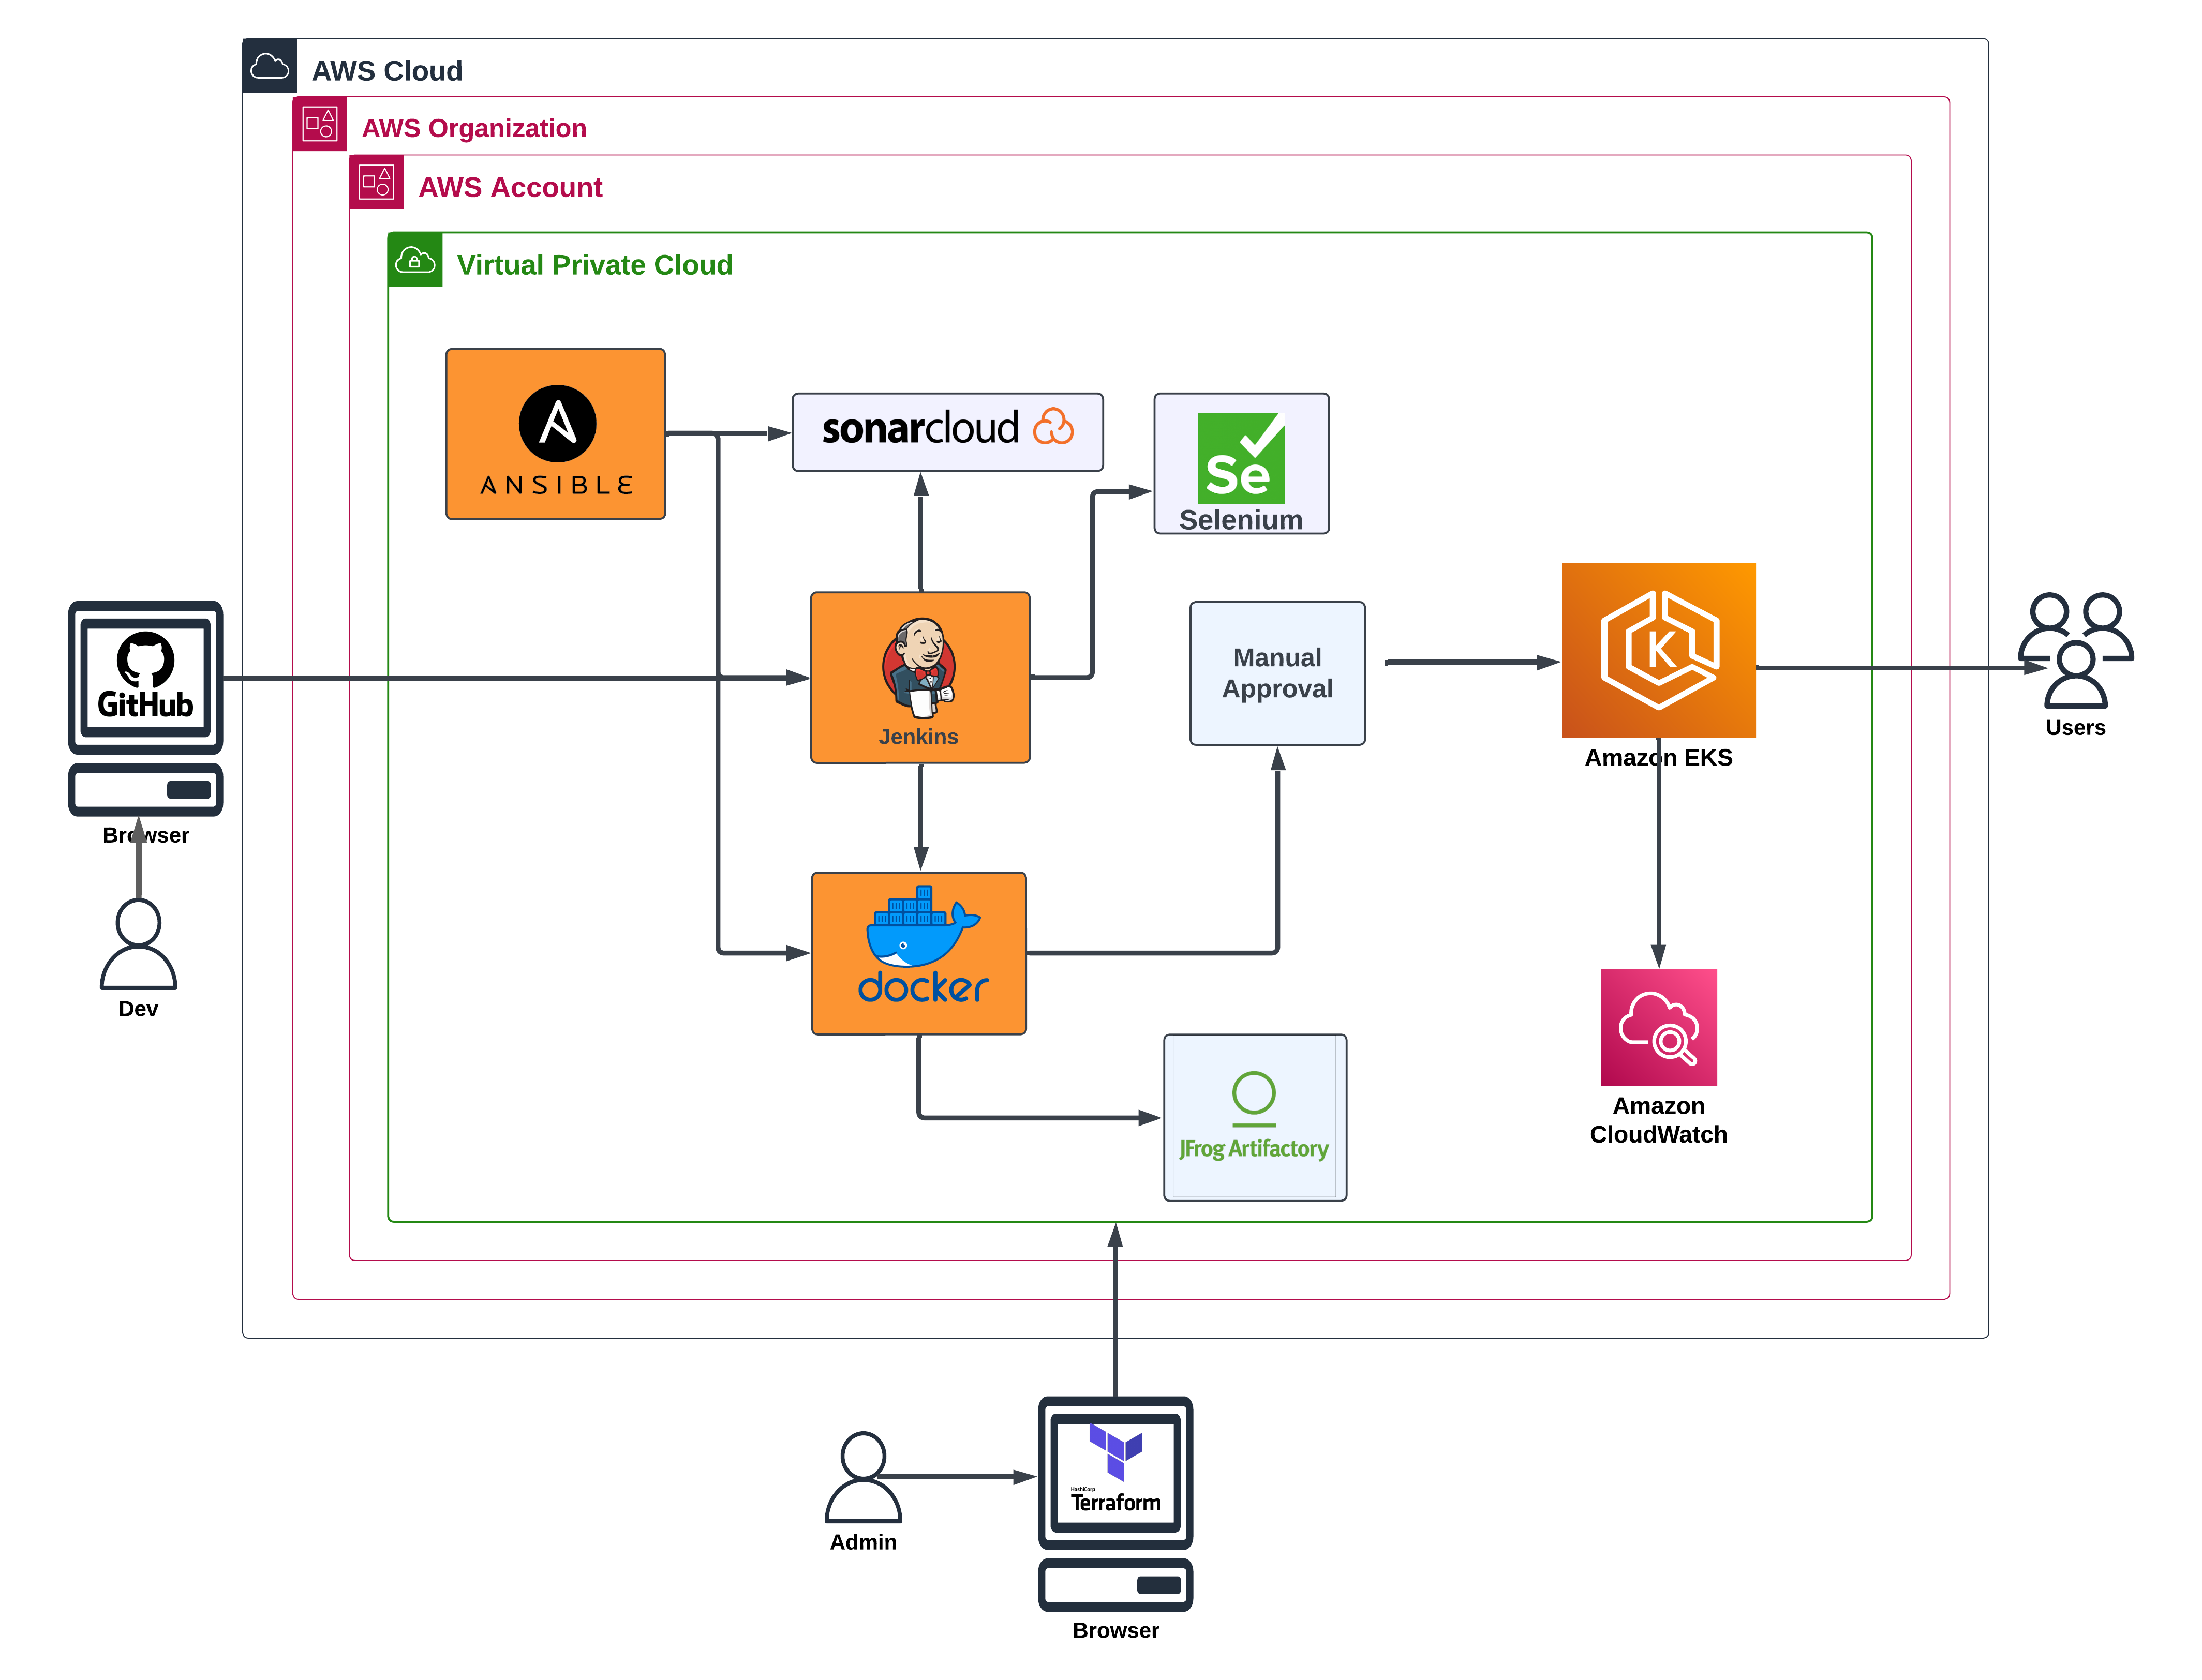 AWS Cloud
AWS Organization
AWS Account
Virtual Private Cloud
ANSIBLE
sonarcloud
Se
Selenium
GitHub
Browser
Dev
Jenkins
Manual
Approval
K
Amazon EKS
Users
docker
JFrog Artifactory
Amazon
CloudWatch
Admin
HashiCorp
Terraform
Browser